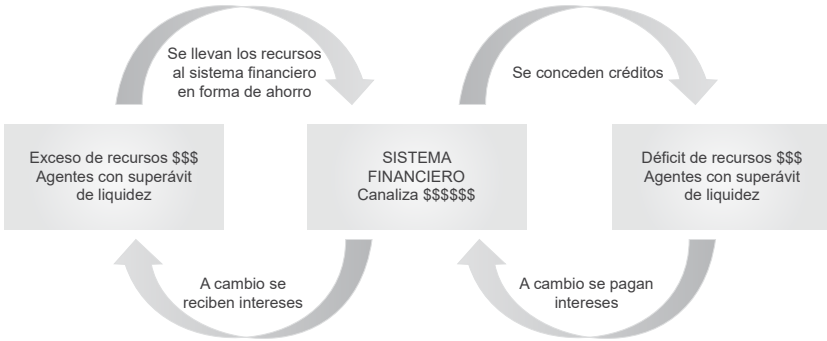 Se llevan los recursos
al sistema financiero
en forma de ahorro
Se conceden créditos
Exceso de recursos $$$
Agentes con superávit
de liquidez
SISTEMA
FINANCIERO
Canaliza $$$$$$
Déficit de recursos $$$
Agentes con superávit
de liquidez
A cambio se
reciben intereses
A cambio se pagan
intereses